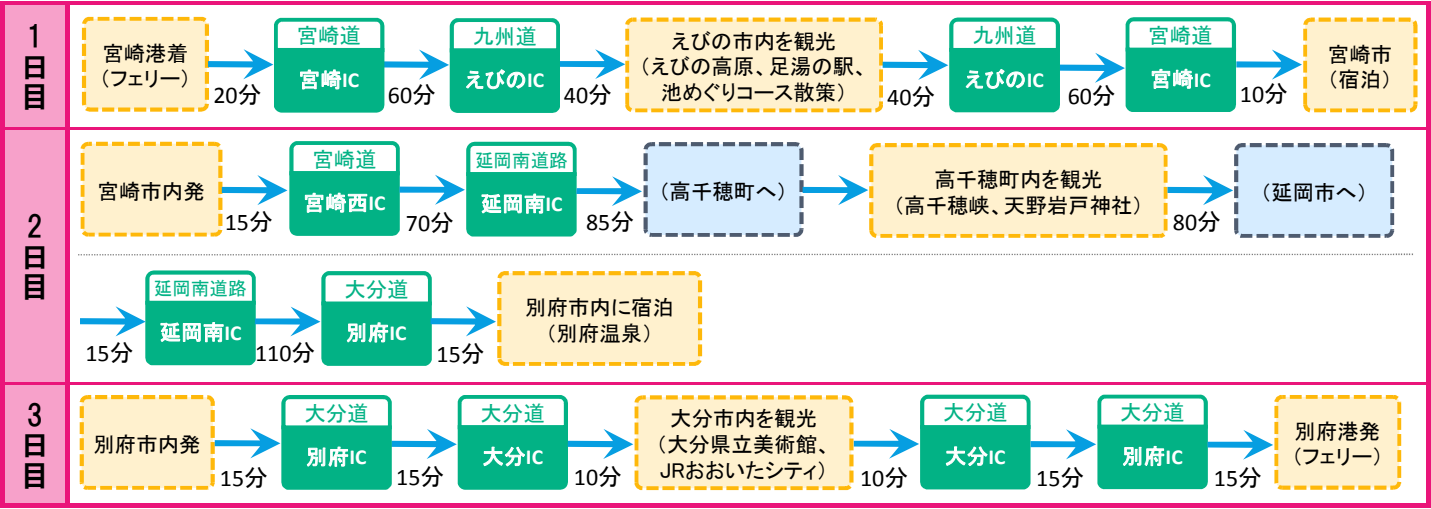 1日目
宮崎港着
（フェリー）
20分
宮崎道
宮崎IC
60分
九州道
えびのIC
40分
えびの市内を観光
（えびの高原、足湯の駅、
池めぐりコース散策）
40分
九州道
えびのIC
60分
宮崎道
宮崎IC
10分
宮崎市
（宿泊）
2日目
宮崎市内発
15分
宮崎道
宮崎西IC
70分
延岡南道路
延岡南IC
85分
（高千穂町へ）
高千穂町内を観光
（高千穂峡、天野岩戸神社）
80分
（延岡市へ）
15分
延岡南道路
延岡南IC
110分
大分道
別府IC
15分
別府市内に宿泊
（別府温泉）
3日目
別府市内発
15分
大分道
別府IC
15分
大分道
大分IC
10分
大分市内を観光
（大分県立美術館、
JRおおいたシティ）
10分
大分道
大分IC
15分
大分道
別府IC
15分
別府港発
（フェリー）